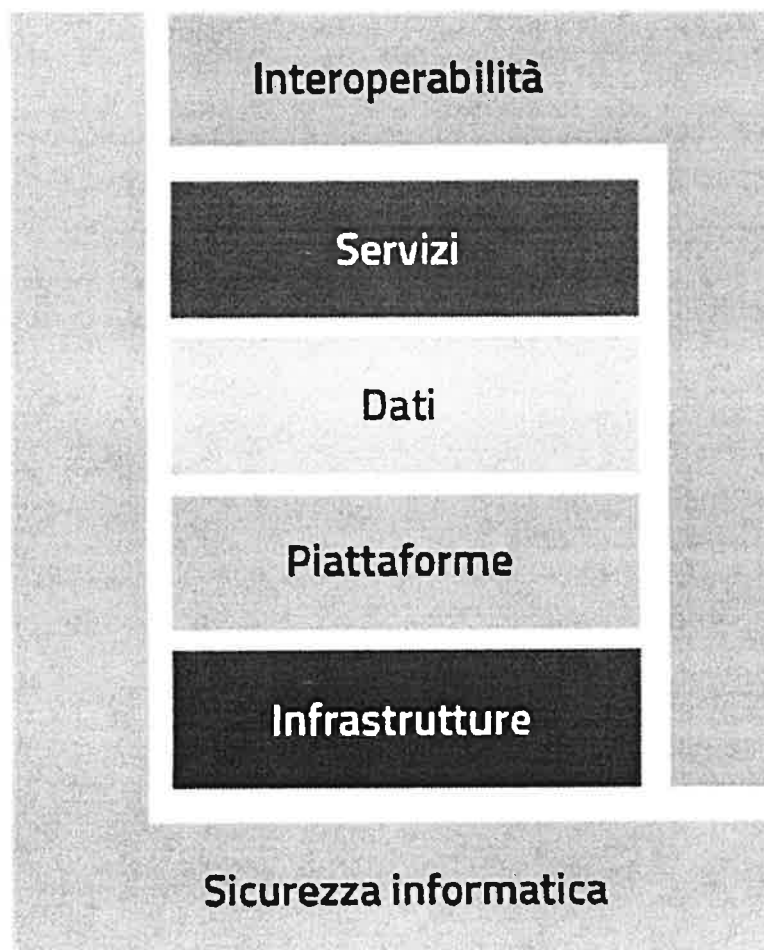 Interoperabilità
Servizi
Dati
Piattaforme
Infrastrutture
Sicurezza informatica